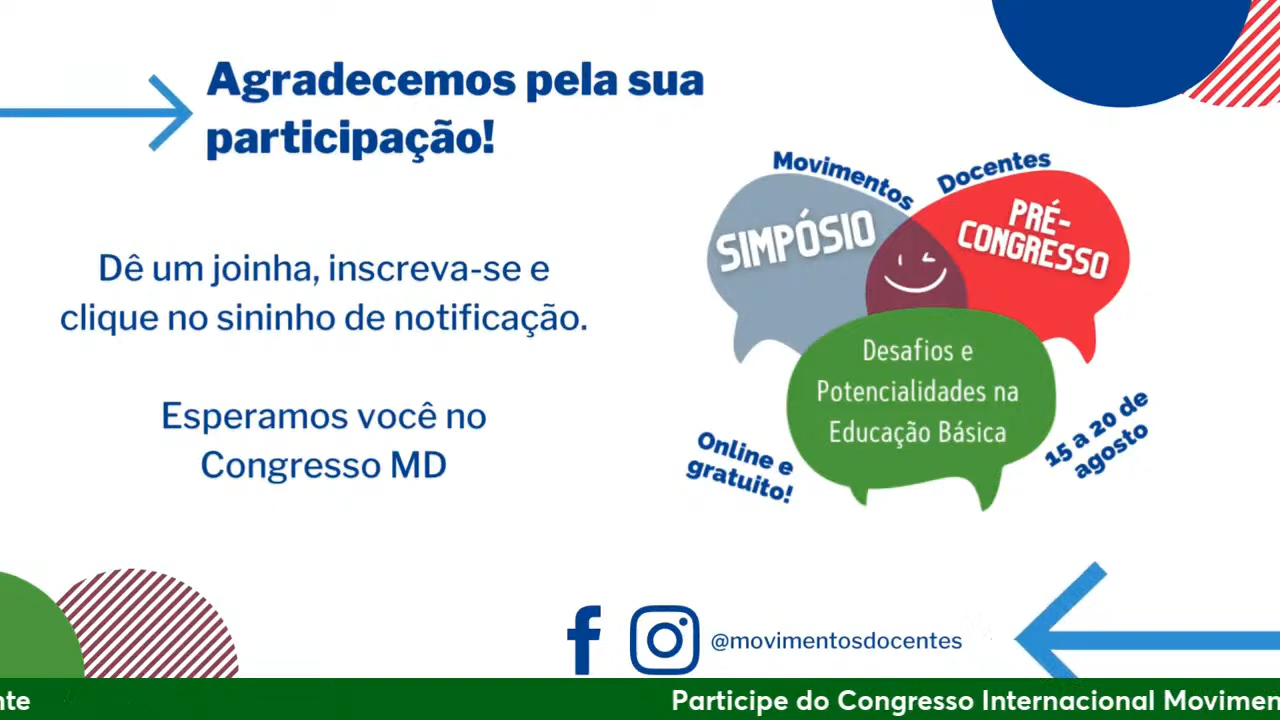 Agradecemos pela sua
participação!
Dê um joinha, inscreva-se e
clique no sininho de notificação.
Esperamos você no
Congresso MD
Movimentos Docentes
SIMPÓSIO
PRÉ-
CONGRESSO
Desafios e
Potencialidades na
Educação Básica
Online e
gratuito!
15 a 20 de
agosto
@movimentosdocentes
nte
Participe do Congresso Internacional Movimen